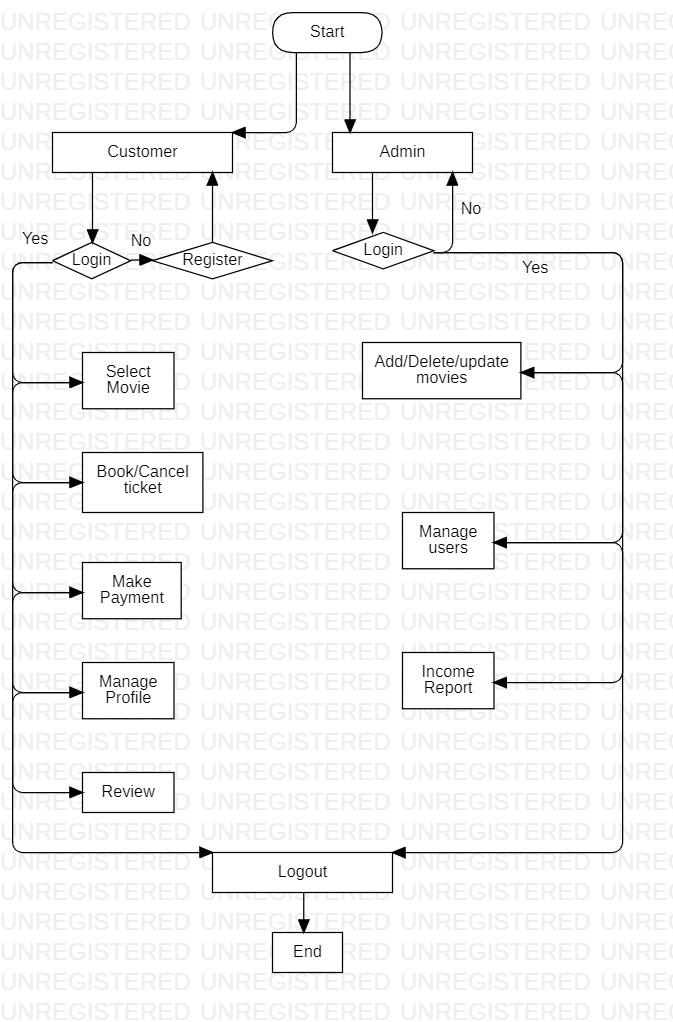 Start
Customer
Admin
Yes
Login
No
Register
Login
No
Yes
Select
Movie
Add/Delete/update
movies
Book/Cancel
ticket
Manage
users
Make
Payment
Manage
Profile
Income
Report
Review
Logout
End
UNREGISTERED